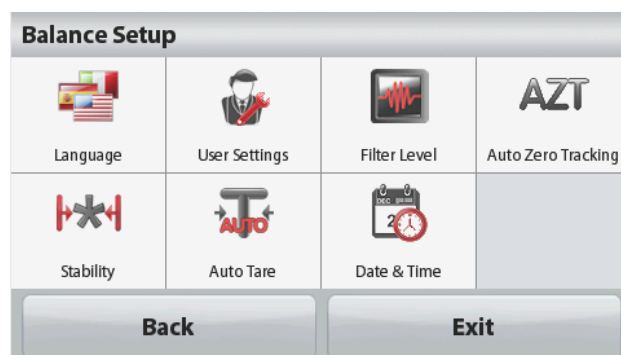 Balance Setup
AZT
Language
User Settings
Filter Level
Auto Zero Tracking
AUTO
DEC
2
Stability
Auto Tare
Date & Time
Back
Exit